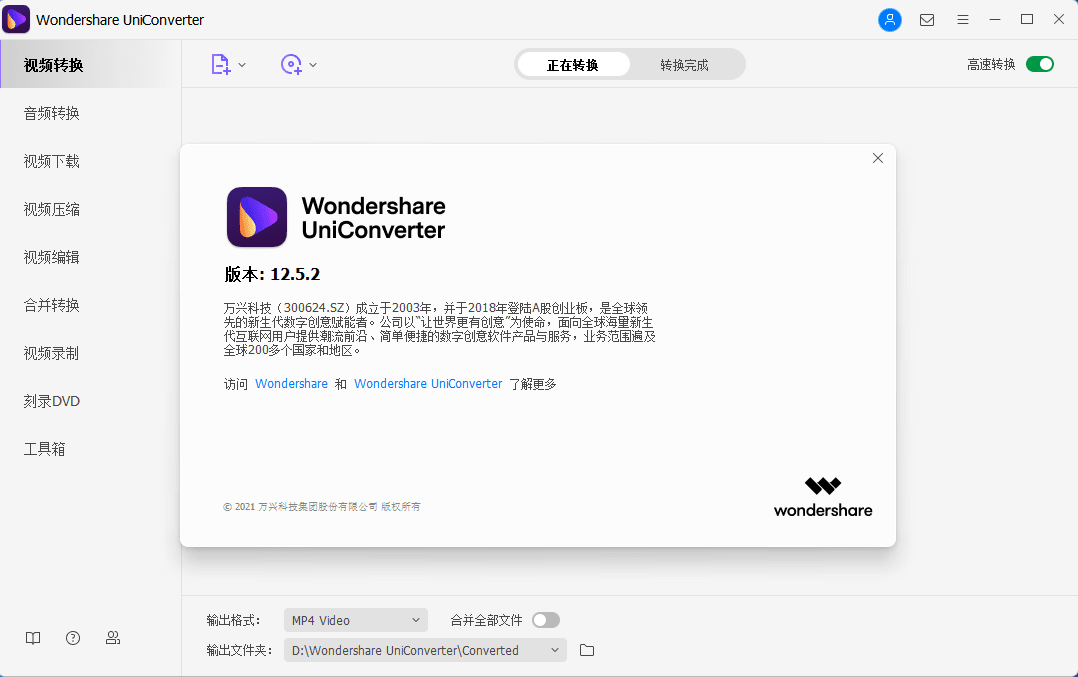 Wondershare UniConverter
视频转换
音频转换
视频下载
视频压缩
视频编辑
合并转换
视频录制
刻录DVD
工具箱
正在转换
转换完成
高速转换
Wondershare
UniConverter
版本: 12.5.2
万兴科技（300624.SZ）成立于2003年，并于2018年登陆A股创业板，是全球领
先的新生代数字创意赋能者。公司以“让世界更有创意”为使命，面向全球海量新生
代互联网用户提供潮流前沿、简单便捷的数字创意软件产品与服务，业务范围遍及
全球200多个国家和地区。
访问 Wondershare 和 Wondershare UniConverter 了解更多
© 2021 万兴科技集团股份有限公司 版权所有
wondershare
输出格式：
MP4 Video
合并全部文件
输出文件夹：
D:\Wondershare UniConverter\Converted